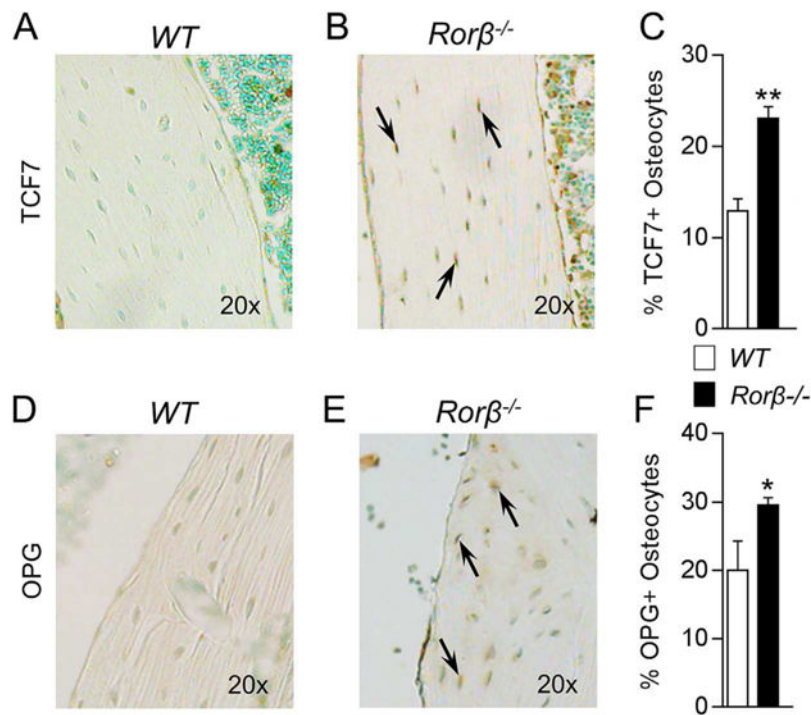 A
WT
B
Rorβ-/-
C
TCF7
20x
20x
% TCF7+ Osteocytes
30
20
10
0
**
WT
Rorβ-/-
D
WT
E
Rorβ-/-
F
OPG
20x
20x
% OPG+ Osteocytes
40
30
20
10
0
*